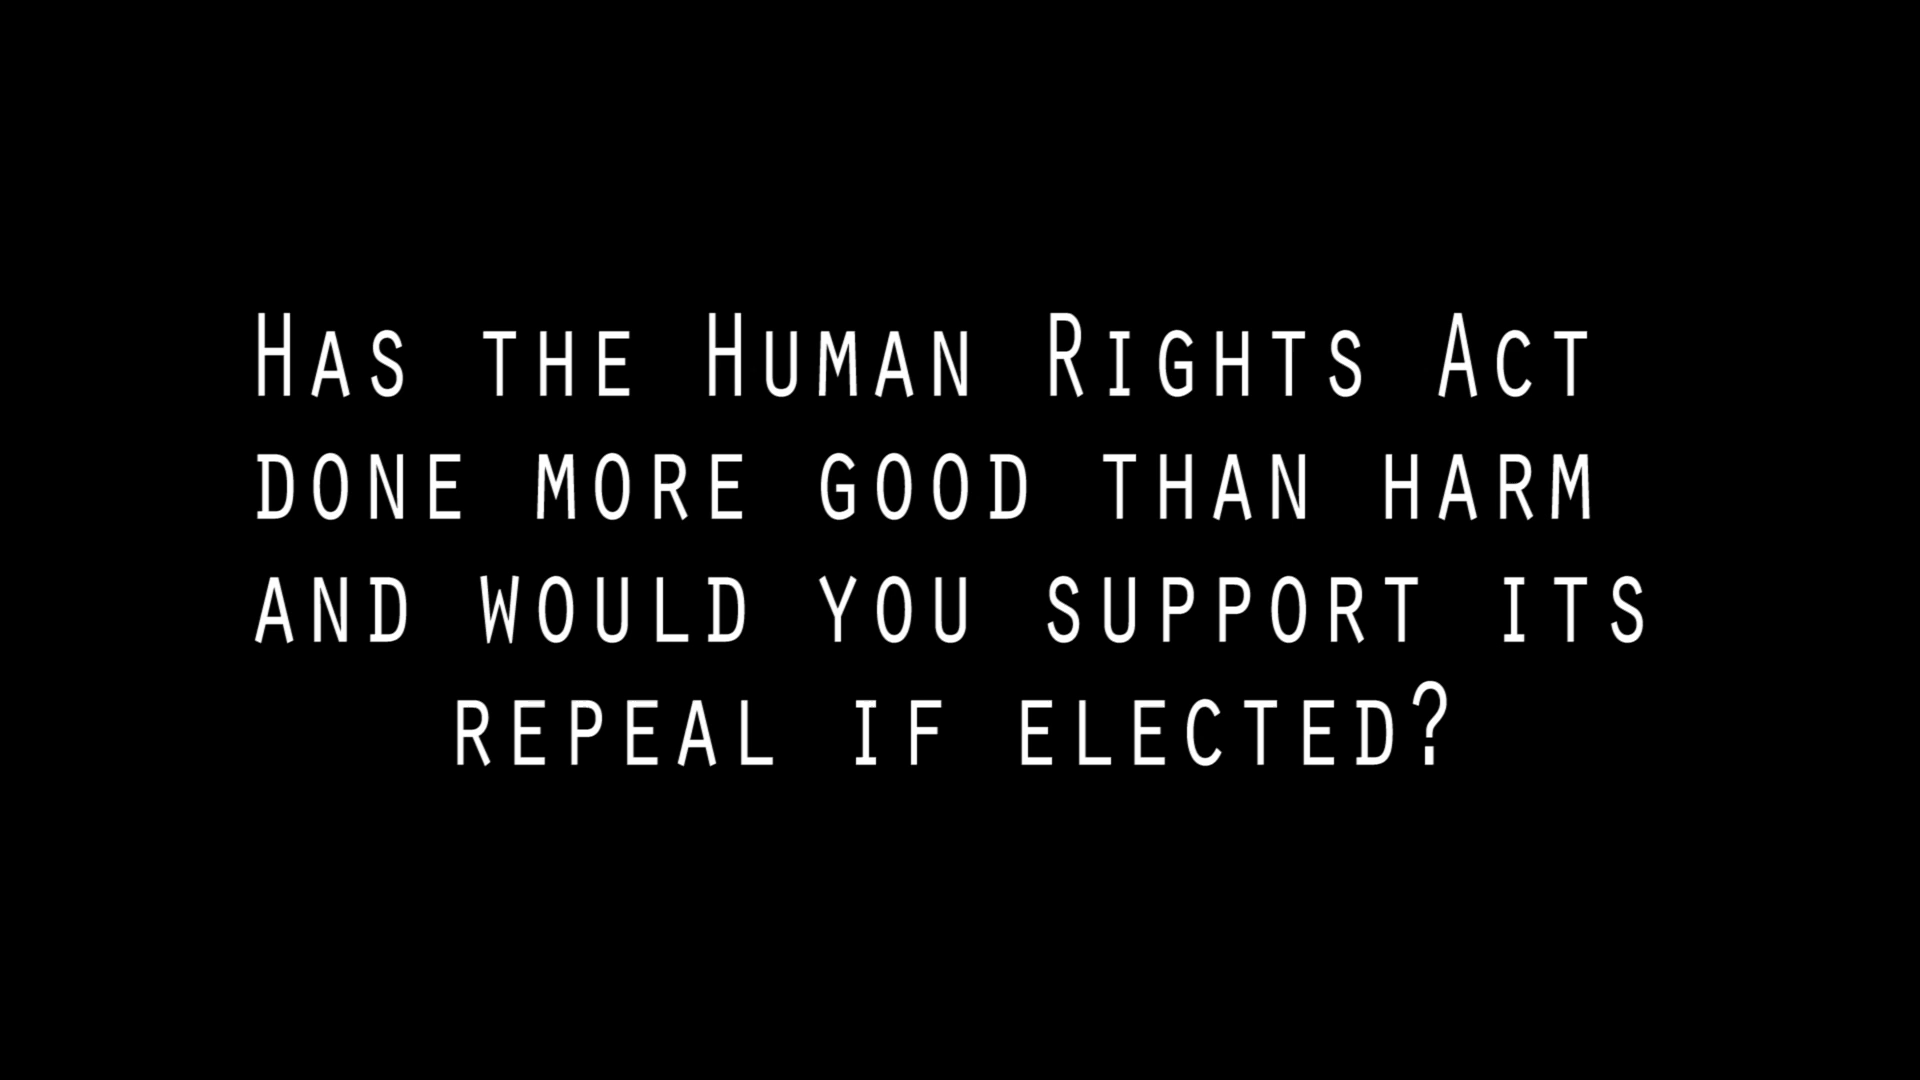 Has the Human Rights Act
done more good than harm
and would you support its
repeal if elected?